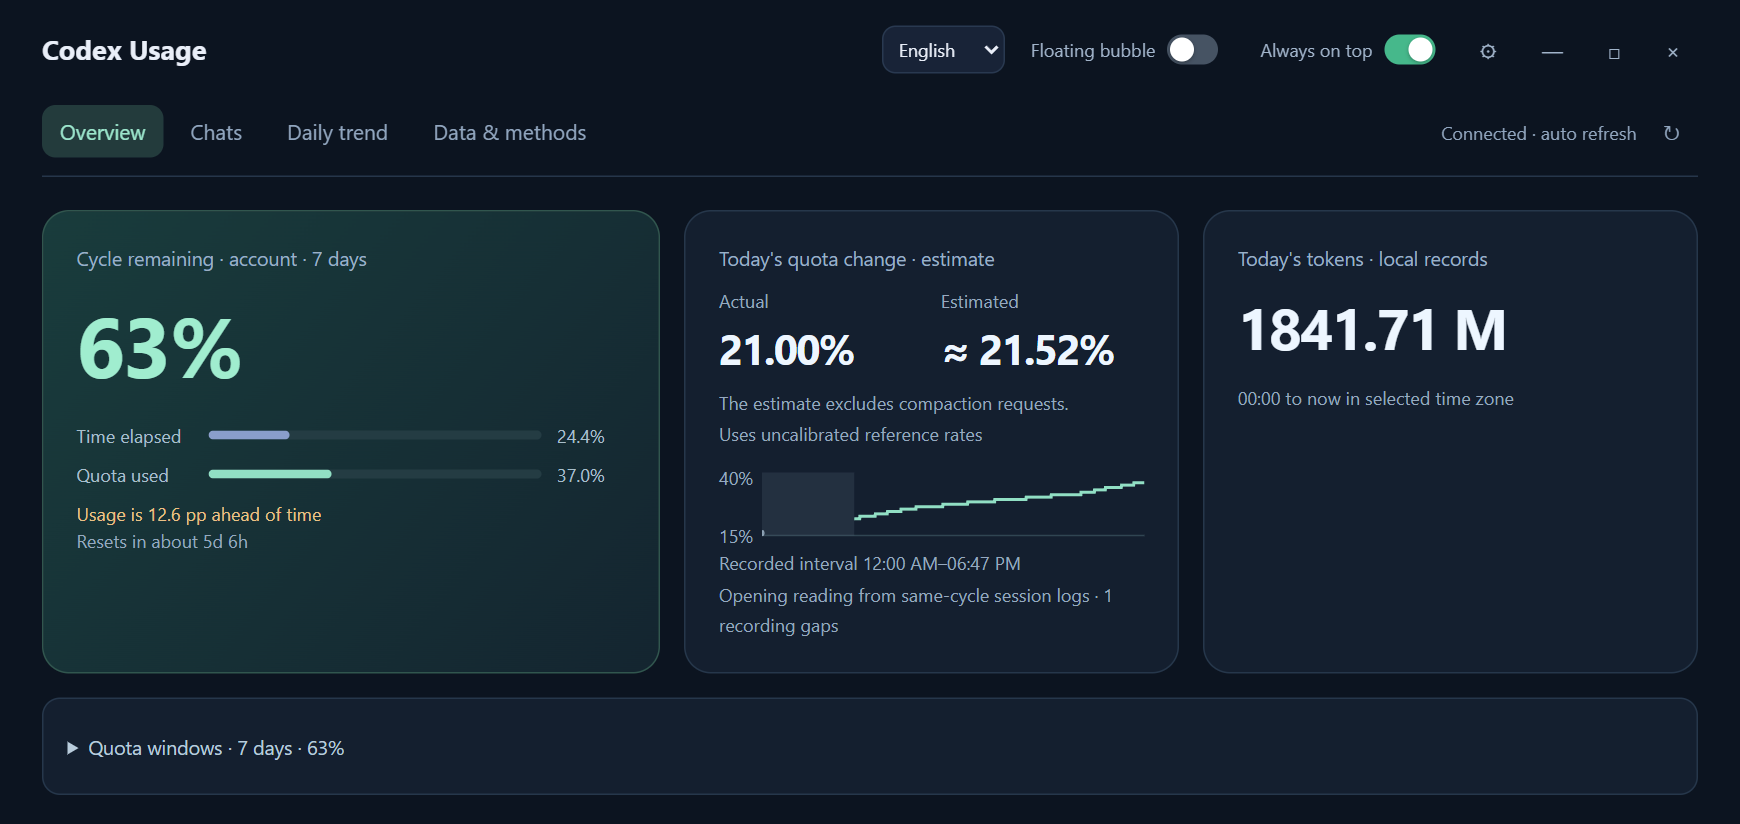 Codex Usage
English
Floating bubble
Always on top
Overview
Chats
Daily trend
Data & methods
Connected · auto refresh
Cycle remaining · account · 7 days
63%
Time elapsed
24.4%
Quota used
37.0%
Usage is 12.6 pp ahead of time
Resets in about 5d 6h
Today's quota change · estimate
Actual
Estimated
21.00%
≈ 21.52%
The estimate excludes compaction requests.
Uses uncalibrated reference rates
40%
15%
Recorded interval 12:00 AM–06:47 PM
Opening reading from same-cycle session logs · 1
recording gaps
Today's tokens · local records
1841.71 M
00:00 to now in selected time zone
Quota windows · 7 days · 63%